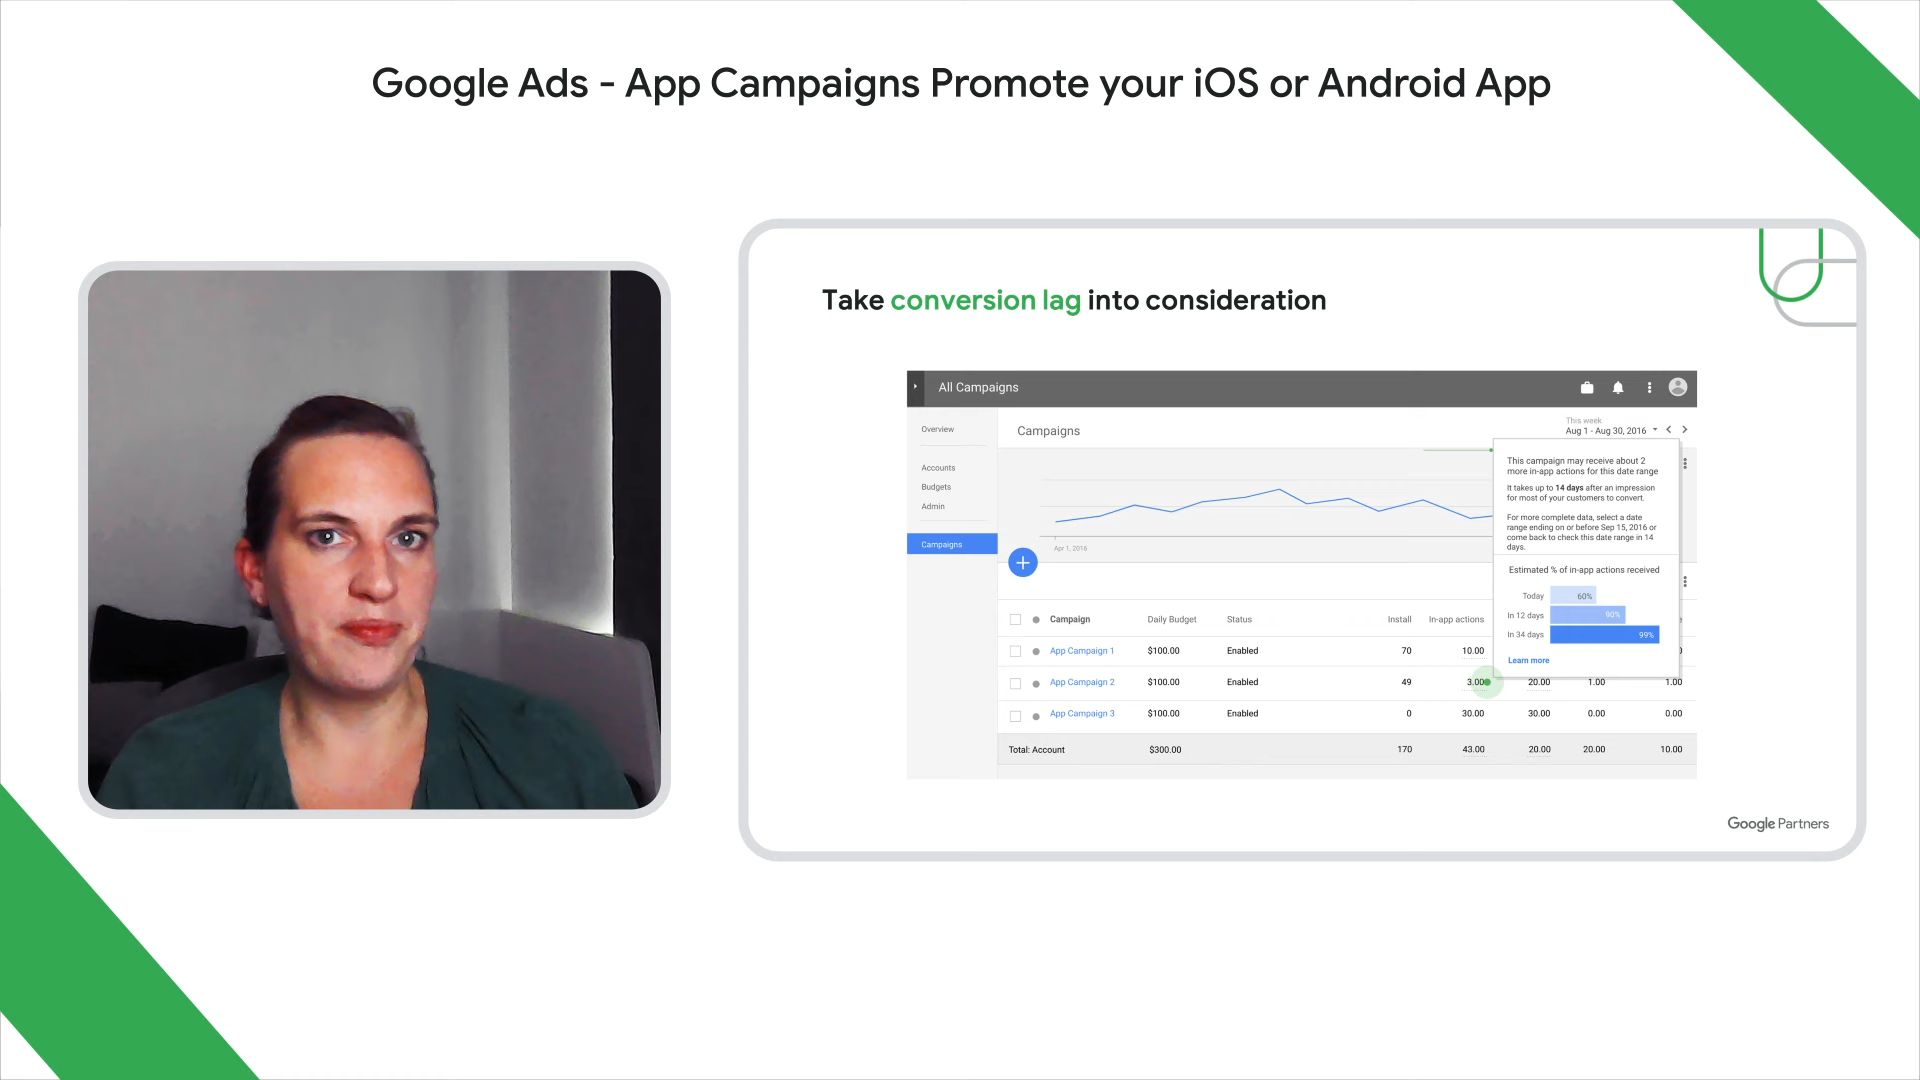 Google Ads - App Campaigns Promote your iOS or Android App
Take conversion lag into consideration
All Campaigns
Overview
Accounts
Budgets
Admin
Campaigns
Campaigns
This week
Aug 1 - Aug 30, 2016
Apr 1, 2016
This campaign may receive about 2
more in-app actions for this date range
It takes up to 14 days after an impression
for most of your customers to convert.
For more complete data, select a date
range ending on or before Sep 15, 2016 or
come back to check this date range in 14
days.
Estimated % of in-app actions received
Today 60%
In 12 days 90%
In 34 days 99%
Learn more
Campaign Daily Budget Status Install In-app actions
App Campaign 1 $100.00 Enabled 70 10.00
App Campaign 2 $100.00 Enabled 49 3.00 20.00 1.00 1.00
App Campaign 3 $100.00 Enabled 0 30.00 30.00 0.00 0.00
Total: Account $300.00 170 43.00 20.00 20.00 10.00
Google Partners